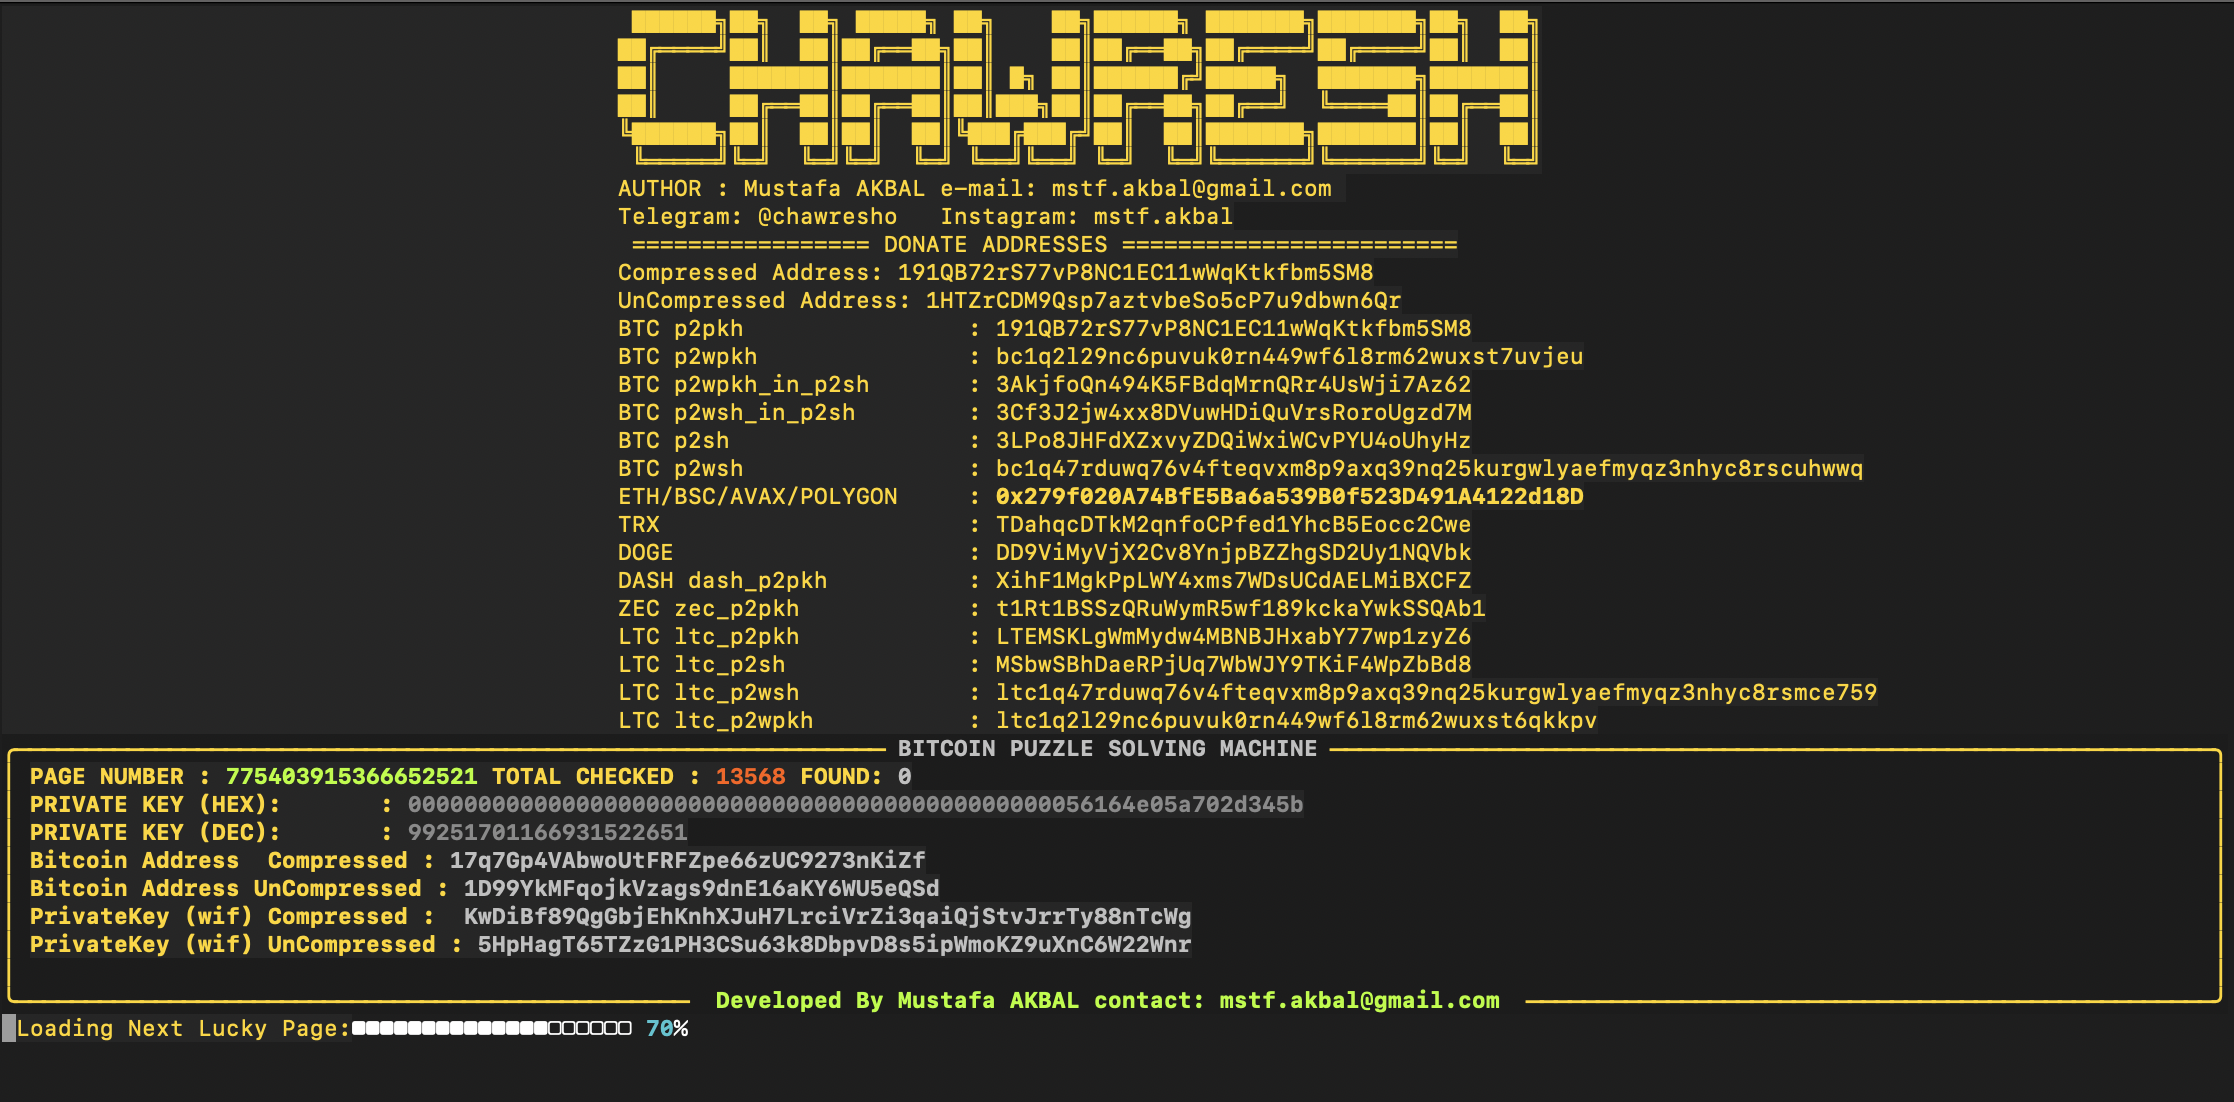 CHAWRESH
AUTHOR : Mustafa AKBAL e-mail: mstf.akbal@gmail.com
Telegram: @chawresho   Instagram: mstf.akbal
================= DONATE ADDRESSES ========================
Compressed Address: 191QB72rS77vP8NC1EC11wWqKtkfbm5SM8
UnCompressed Address: 1HTZrCDM9Qsp7aztvbeSo5cP7u9dbwn6Qr
BTC p2pkh : 191QB72rS77vP8NC1EC11wWqKtkfbm5SM8
BTC p2wpkh : bc1q2l29nc6puvuk0rn449wf6l8rm62wuxst7uvjeu
BTC p2wpkh_in_p2sh : 3AkjfoQn494K5FBdqMrnQRr4UsWji7Az62
BTC p2wsh_in_p2sh : 3Cf3J2jw4xx8DVuwHDiQuVrsRoroUgzd7M
BTC p2sh : 3LPo8JHFdXZxvyZDQiWxiWCvPYU4oUhyHz
BTC p2wsh : bc1q47rduwq76v4fteqvxm8p9axq39nq25kurgwlyaefmyqz3nhyc8rscuhwwq
ETH/BSC/AVAX/POLYGON : 0x279f020A74BfE5Ba6a539B0f523D491A4122d18D
TRX : TDahqcDTkM2qnfoCPfed1YhcB5Eocc2Cwe
DOGE : DD9ViMyVjX2Cv8YnjpBZZhgSD2Uy1NQVbk
DASH dash_p2pkh : XihF1MgkPpLWY4xms7WDsUCdAELMiBXCFZ
ZEC zec_p2pkh : t1Rt1BSSzQRuWymR5wf189kckaYwkSSQAb1
LTC ltc_p2pkh : LTEMSKLgWmMydw4MBNBJHxabY77wp1zyZ6
LTC ltc_p2sh : MSbwSBhDaeRPjUq7WbWJY9TKiF4WpZbBd8
LTC ltc_p2wsh : ltc1q47rduwq76v4fteqvxm8p9axq39nq25kurgwlyaefmyqz3nhyc8rsmce759
LTC ltc_p2wpkh : ltc1q2l29nc6puvuk0rn449wf6l8rm62wuxst6qkkpv
BITCOIN PUZZLE SOLVING MACHINE
PAGE NUMBER : 775403915366652521 TOTAL CHECKED : 13568 FOUND: 0
PRIVATE KEY (HEX): : 00000000000000000000000000000000000000000000000056164e05a702d345b
PRIVATE KEY (DEC): : 99251701166931522651
Bitcoin Address  Compressed : 17q7Gp4VAbwoUtFRFZpe66zUC9273nKiZf
Bitcoin Address UnCompressed : 1D99YkMFqojkVzags9dnE16aKY6WU5eQSd
PrivateKey (wif) Compressed :  KwDiBf89QgGbjEhKnhXJuH7LrciVrZi3qaiQjStvJrrTy88nTcWg
PrivateKey (wif) UnCompressed : 5HpHagT65TZzG1PH3CSu63k8DbpvD8s5ipWmoKZ9uXnC6W22Wnr
Developed By Mustafa AKBAL contact: mstf.akbal@gmail.com
Loading Next Lucky Page: 70%